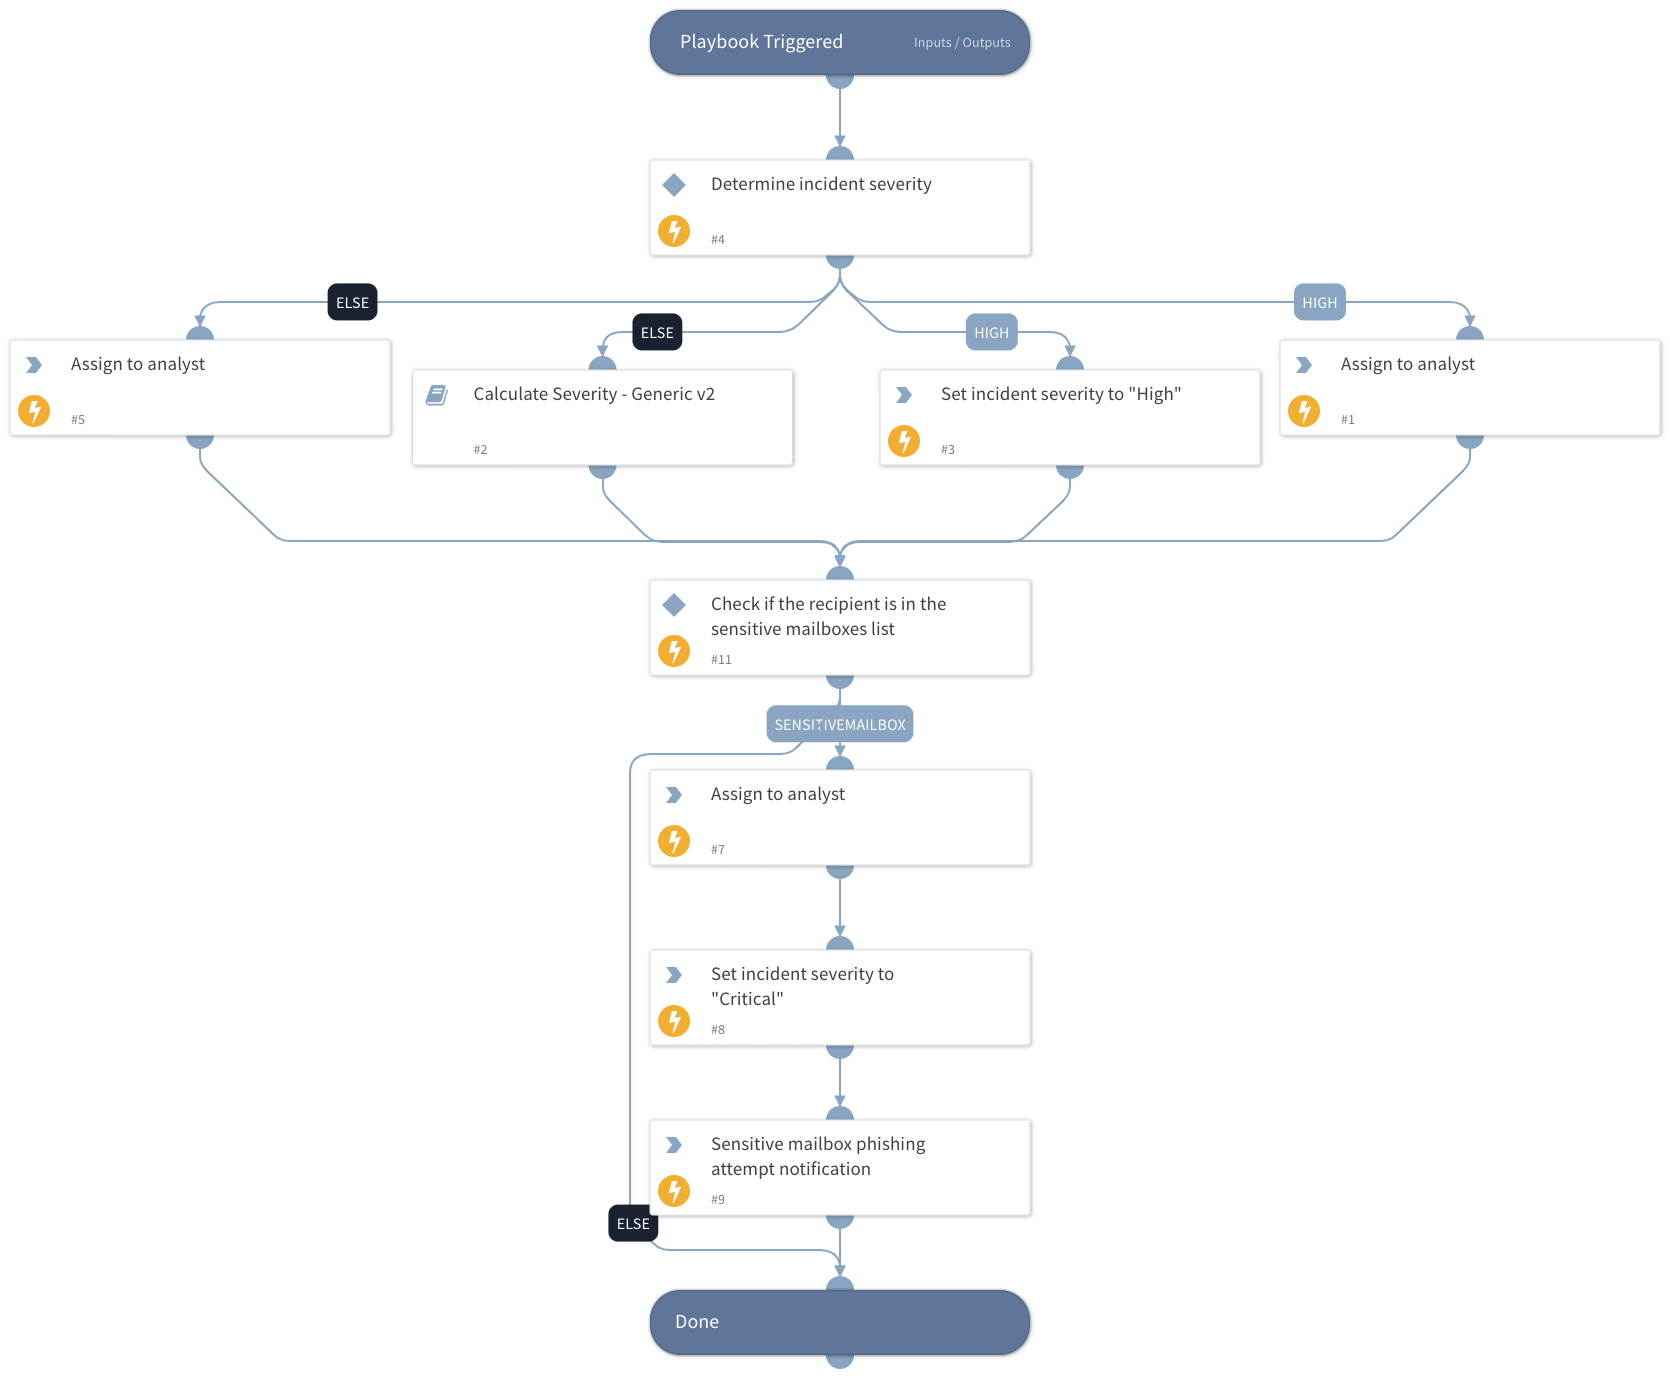 Playbook Triggered
Inputs / Outputs
Determine incident severity
#4
ELSE
HIGH
ELSE
HIGH
Assign to analyst
#5
Calculate Severity - Generic v2
#2
Set incident severity to "High"
#3
Assign to analyst
#1
Check if the recipient is in the
sensitive mailboxes list
#11
SENSITIVEMAILBOX
Assign to analyst
#7
Set incident severity to
"Critical"
#8
Sensitive mailbox phishing
attempt notification
#9
ELSE
Done